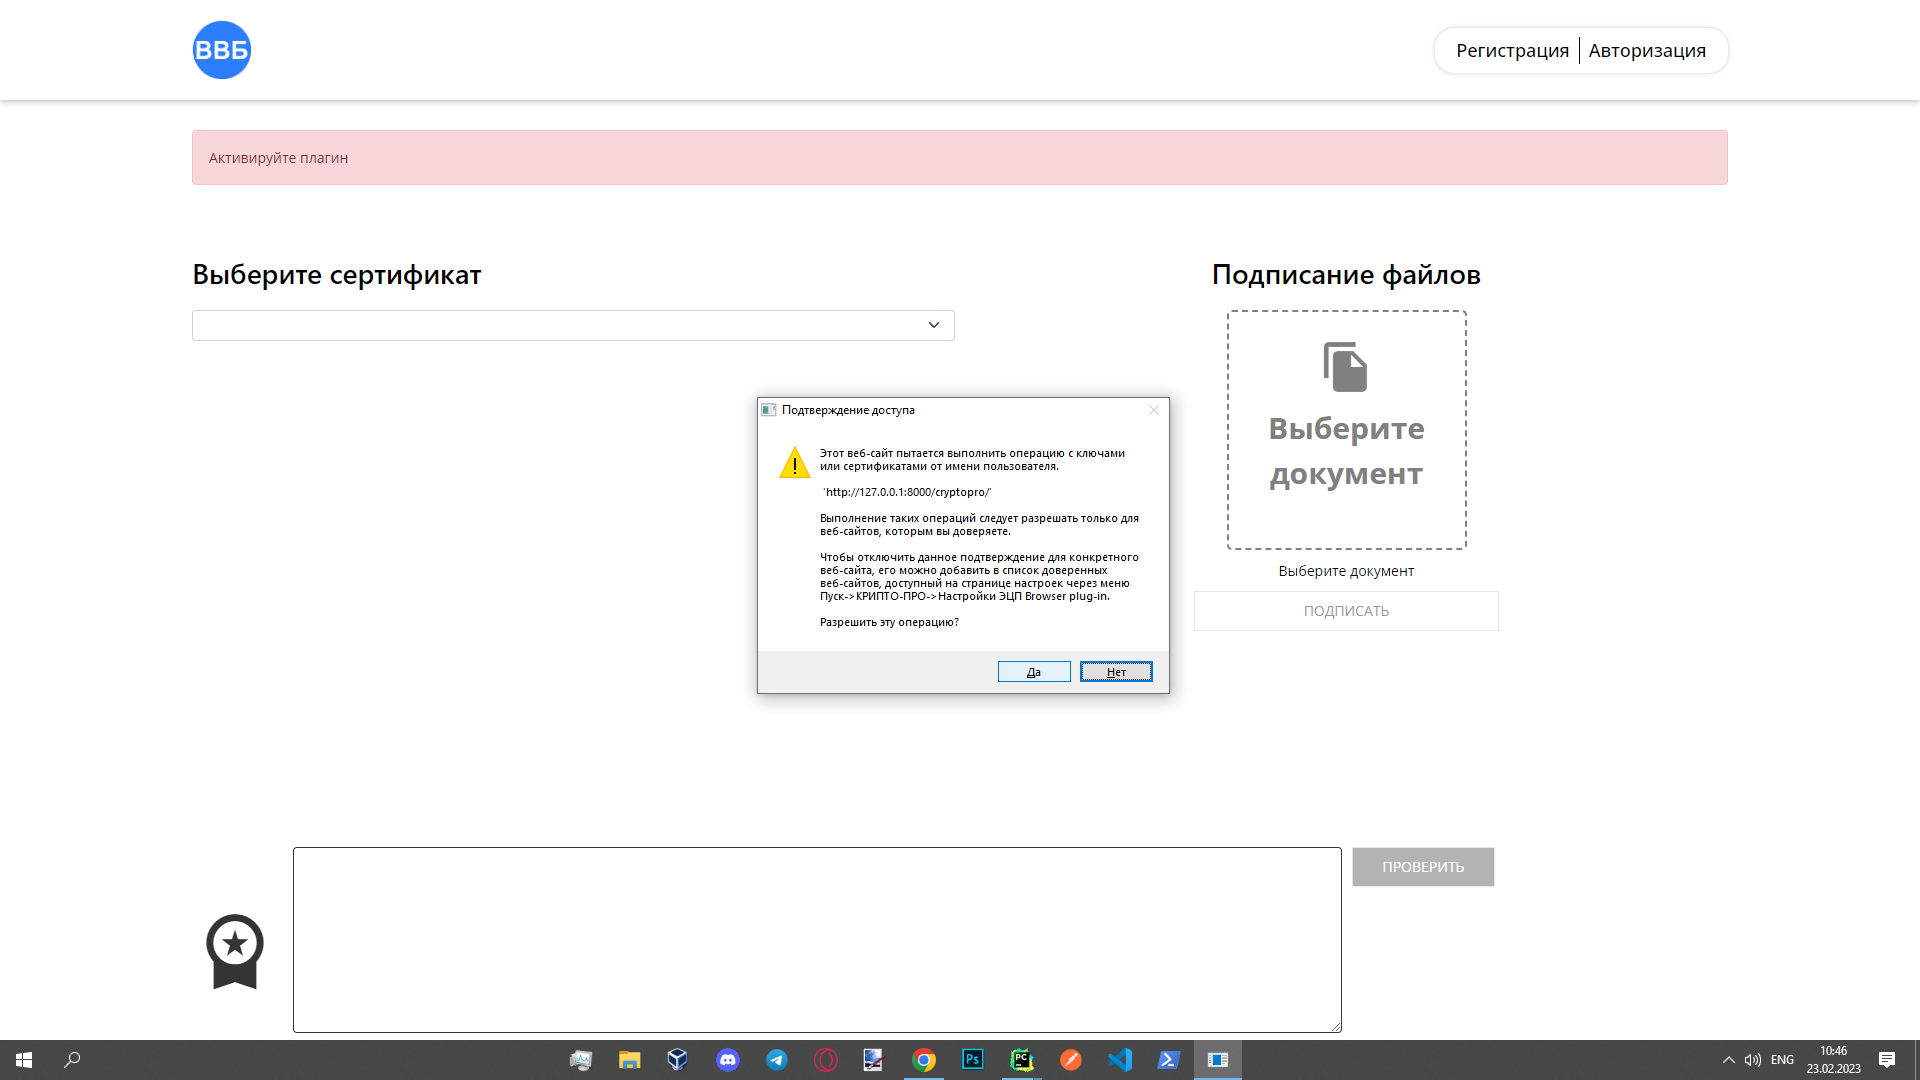 ВВБ
Регистрация
Авторизация
Активируйте плагин
Выберите сертификат
Подписание файлов
Выберите
документ
Выберите документ
ПОДПИСАТЬ
Подтверждение доступа
Этот веб-сайт пытается выполнить операцию с ключами
или сертификатами от имени пользователя.
'http://127.0.0.1:8000/cryptopro/'
Выполнение таких операций следует разрешать только для
веб-сайтов, которым вы доверяете.
Чтобы отключить данное подтверждение для конкретного
веб-сайта, его можно добавить в список доверенных
веб-сайтов, доступный на странице настроек через меню
Пуск->КРИПТО-ПРО->Настройки ЭЦП Browser plug-in.
Разрешить эту операцию?
Да
Нет
ПРОВЕРИТЬ
Ps
PC
ENG
10:46
23.02.2023